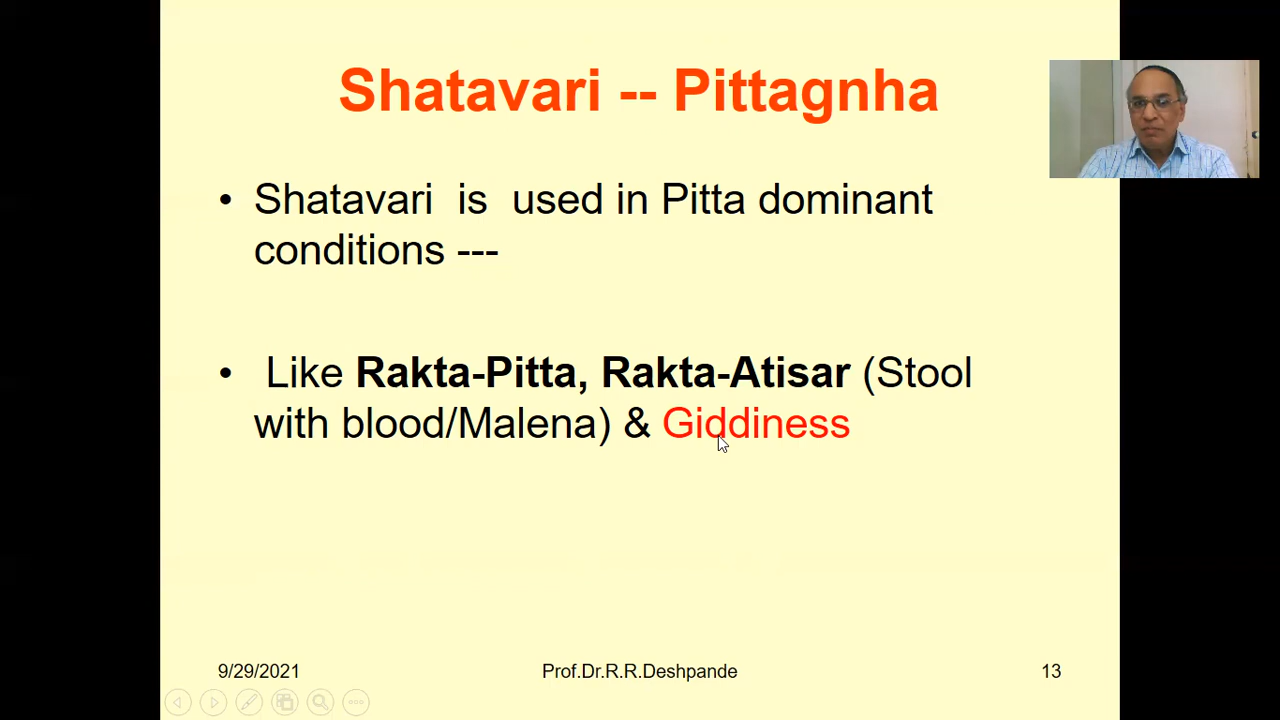 Shatavari -- Pittagnha
• Shatavari is used in Pitta dominant
conditions ---
• Like Rakta-Pitta, Rakta-Atisar (Stool
with blood/Malena) & Giddiness
9/29/2021
Prof.Dr.R.R.Deshpande
13